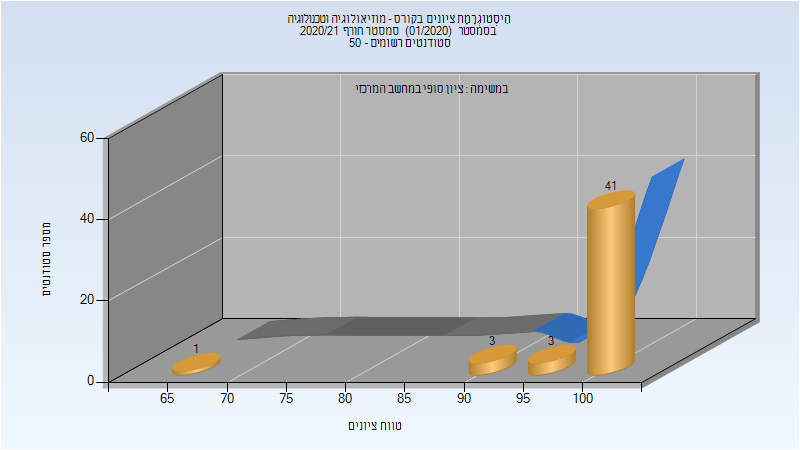 היסטוגרמת ציונים בקורס - מוזיאולוגיה וטכנולוגיה
בסמסטר (01/2020) סמסטר חורף 2020/21
סטודנטים רשומים - 50
במשימה : ציון סופי במחשב המרכזי
60
40
20
0
מספר סטודנטים
1
3
3
41
65
70
75
80
85
90
95
100
טווח ציונים